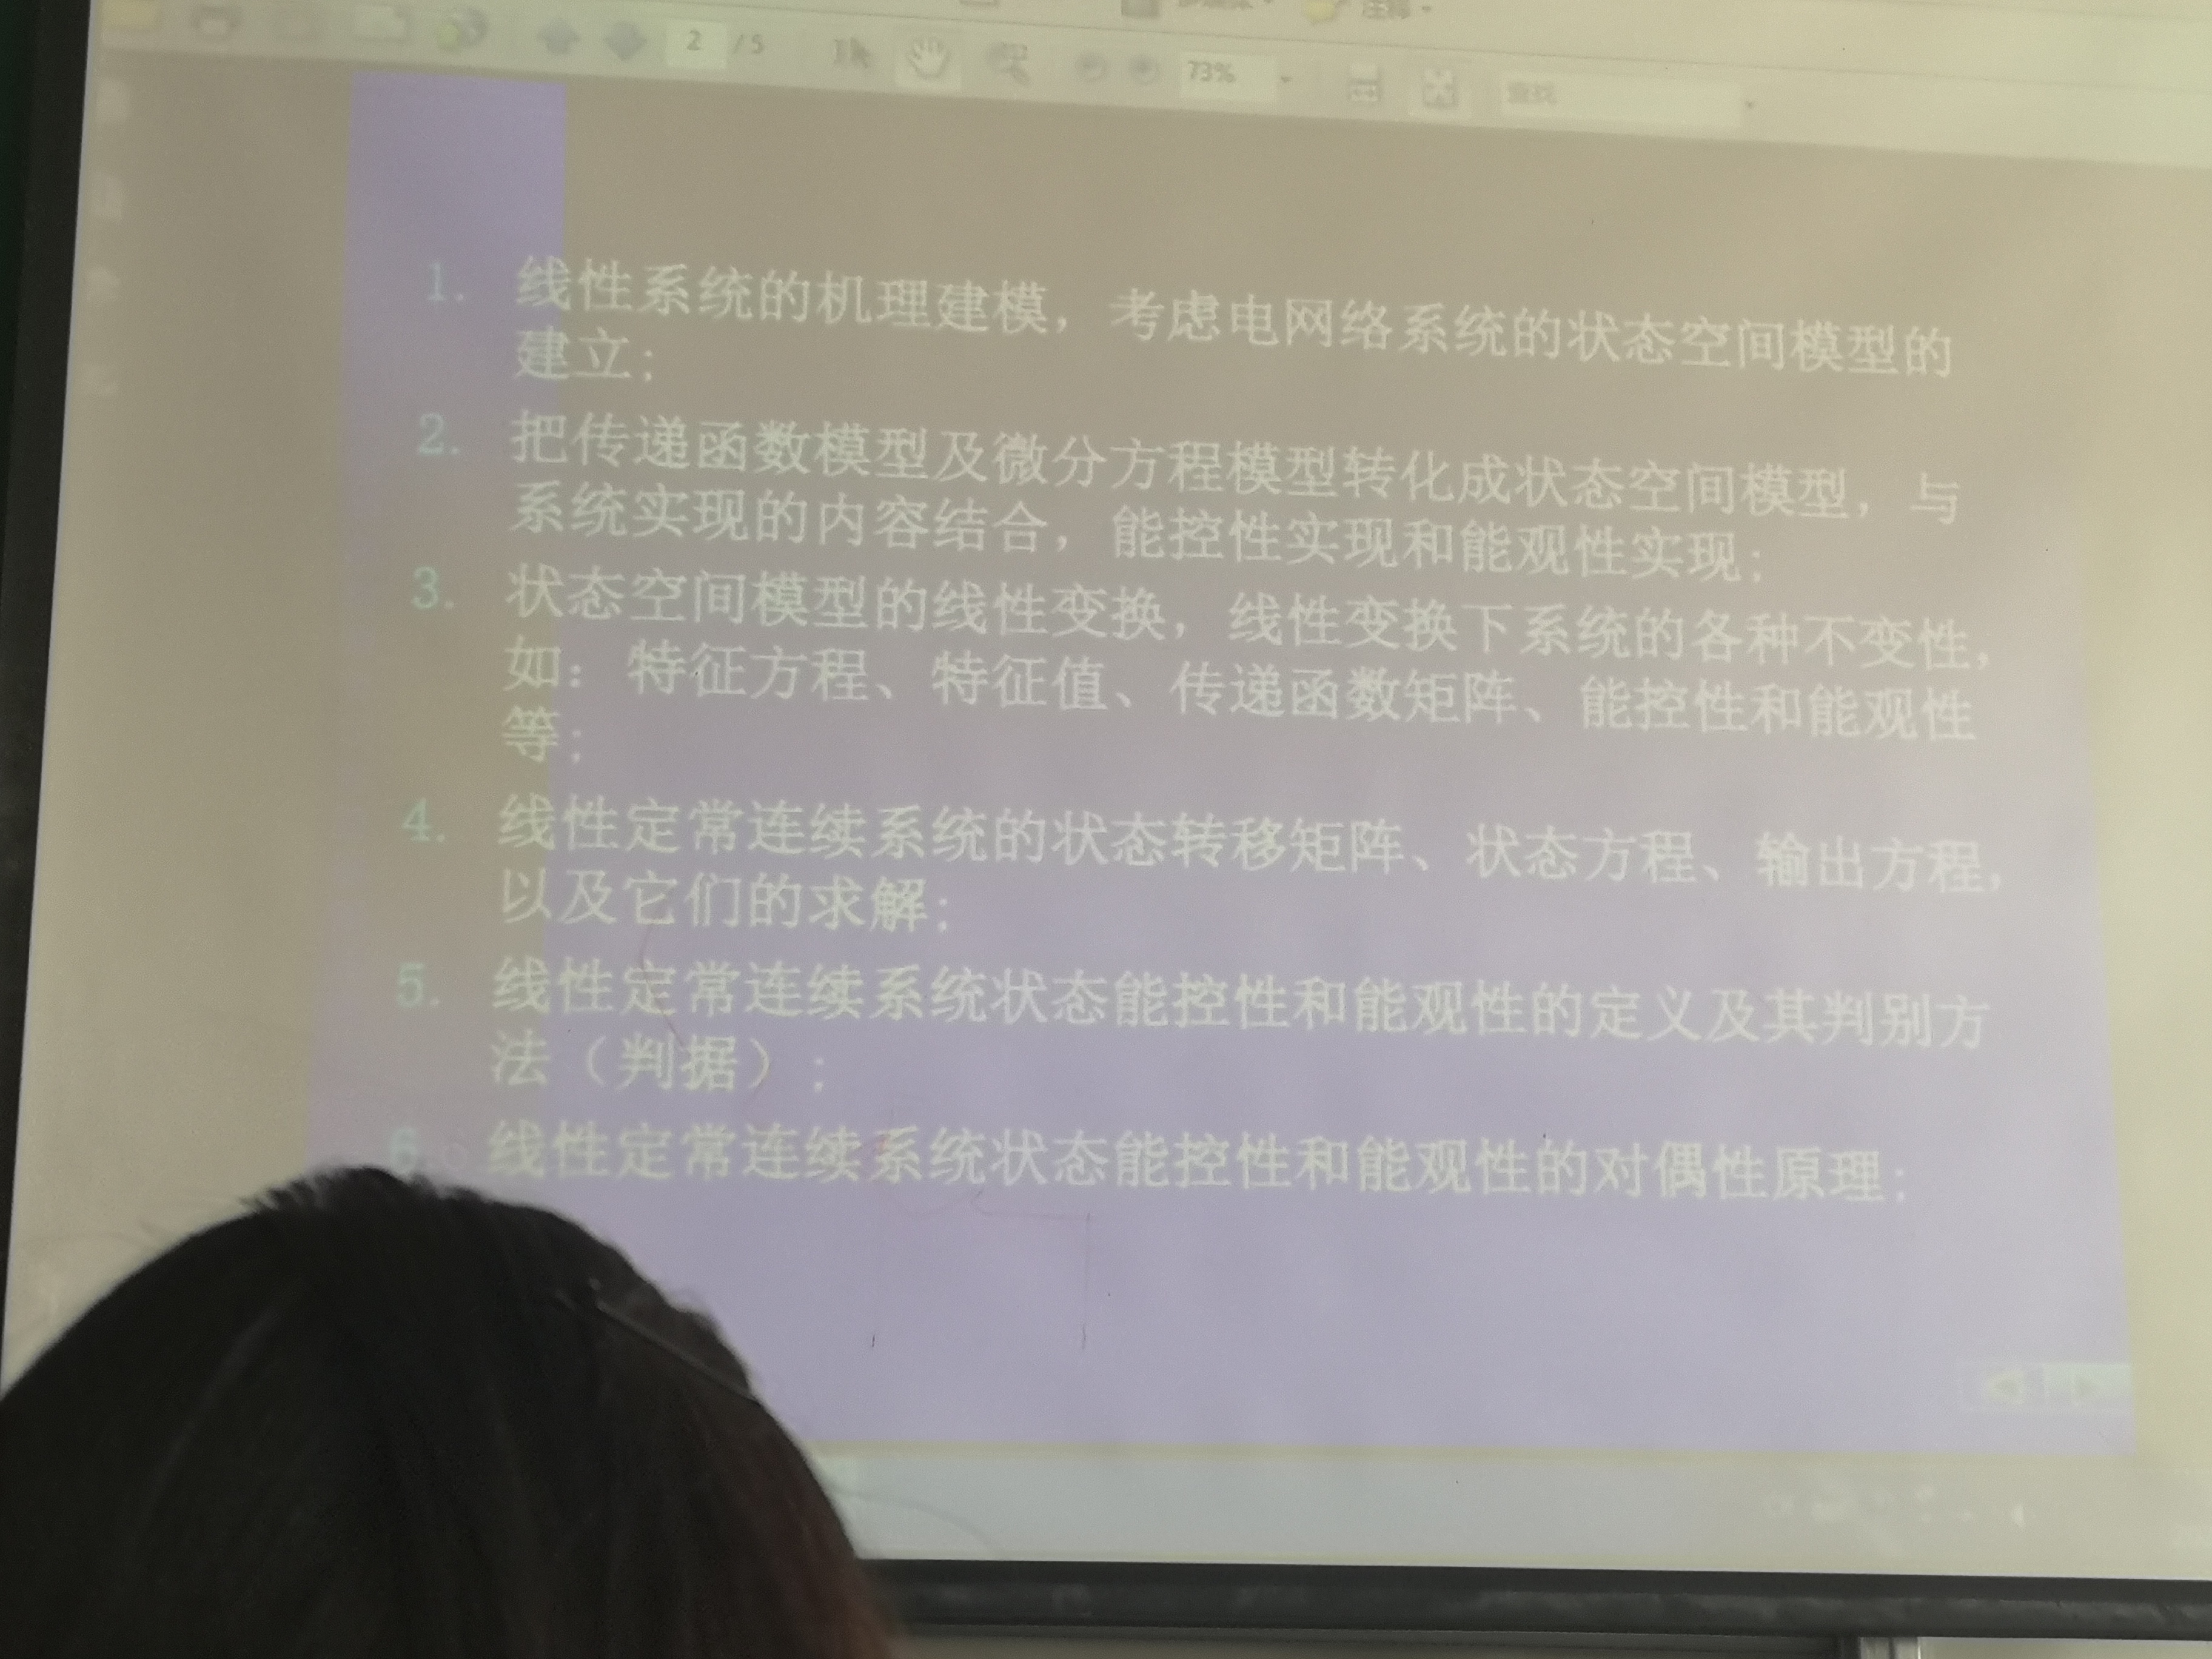 2 / 5
73%
查找
1. 线性系统的机理建模，考虑电网络系统的状态空间模型的
建立；
2. 把传递函数模型及微分方程模型转化成状态空间模型，与
系统实现的内容结合，能控性实现和能观性实现；
3. 状态空间模型的线性变换，线性变换下系统的各种不变性，
如：特征方程、特征值、传递函数矩阵、能控性和能观性
等；
4. 线性定常连续系统的状态转移矩阵、状态方程、输出方程，
以及它们的求解；
5. 线性定常连续系统状态能控性和能观性的定义及其判别方
法（判据）；
6. 线性定常连续系统状态能控性和能观性的对偶性原理；